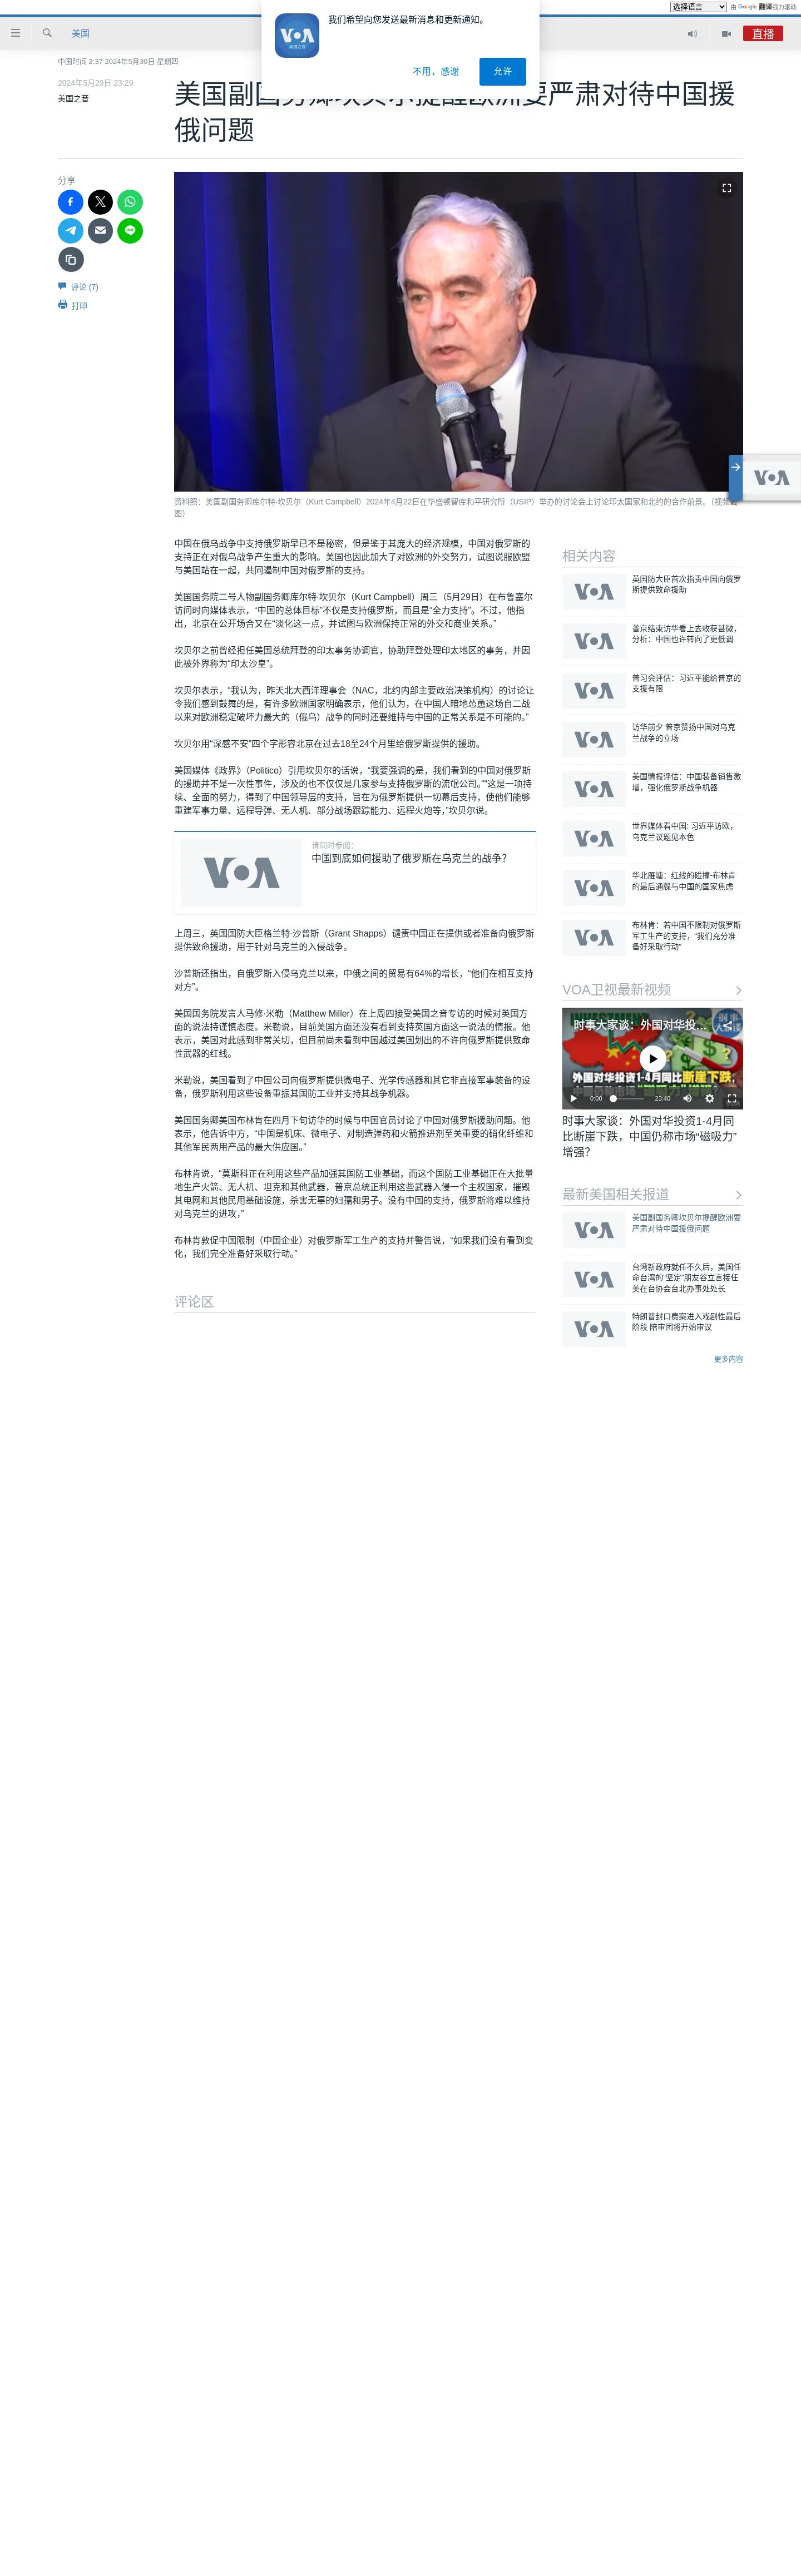 选择语言 由 Google 翻译强力驱动
我们希望向您发送最新消息和更新通知。
不用，感谢
允许
VOA
美国之音
美国
直播
中国时间 2:37 2024年5月30日 星期四
2024年5月29日 23:29
美国之音
美国副国务卿坎贝尔提醒欧洲要严肃对待中国援
俄问题
分享
评论 (7)
打印
VOA
资料照：美国副国务卿库尔特·坎贝尔（Kurt Campbell）2024年4月22日在华盛顿智库和平研究所（USIP）举办的讨论会上讨论印太国家和北约的合作前景。（视频截
图）
中国在俄乌战争中支持俄罗斯早已不是秘密，但是鉴于其庞大的经济规模，中国对俄罗斯的
支持正在对俄乌战争产生重大的影响。美国也因此加大了对欧洲的外交努力，试图说服欧盟
与美国站在一起，共同遏制中国对俄罗斯的支持。
美国国务院二号人物副国务卿库尔特·坎贝尔（Kurt Campbell）周三（5月29日）在布鲁塞尔
访问时向媒体表示，“中国的总体目标”不仅是支持俄罗斯，而且是“全力支持”。不过，他指
出，北京在公开场合又在“淡化这一点，并试图与欧洲保持正常的外交和商业关系。”
坎贝尔之前曾经担任美国总统拜登的印太事务协调官，协助拜登处理印太地区的事务，并因
此被外界称为“印太沙皇”。
坎贝尔表示，“我认为，昨天北大西洋理事会（NAC，北约内部主要政治决策机构）的讨论让
令我们感到鼓舞的是，有许多欧洲国家明确表示，他们认为，在中国人暗地怂恿这场自二战
以来对欧洲稳定破坏力最大的（俄乌）战争的同时还要维持与中国的正常关系是不可能的。”
坎贝尔用“深感不安”四个字形容北京在过去18至24个月里给俄罗斯提供的援助。
美国媒体《政界》（Politico）引用坎贝尔的话说，“我要强调的是，我们看到的中国对俄罗斯
的援助并不是一次性事件，涉及的也不仅仅是几家参与支持俄罗斯的流氓公司。”“这是一项持
续、全面的努力，得到了中国领导层的支持，旨在为俄罗斯提供一切幕后支持，使他们能够
重建军事力量、远程导弹、无人机、部分战场跟踪能力、远程火炮等，”坎贝尔说。
VOA
请同时参阅：
中国到底如何援助了俄罗斯在乌克兰的战争？
上周三，英国国防大臣格兰特·沙普斯（Grant Shapps）谴责中国正在提供或者准备向俄罗斯
提供致命援助，用于针对乌克兰的入侵战争。
沙普斯还指出，自俄罗斯入侵乌克兰以来，中俄之间的贸易有64%的增长，“他们在相互支持
对方”。
美国国务院发言人马修·米勒（Matthew Miller）在上周四接受美国之音专访的时候对英国方
面的说法持谨慎态度。米勒说，目前美国方面还没有看到支持英国方面这一说法的情报。他
表示，美国对此感到非常关切，但目前尚未看到中国越过美国划出的不许向俄罗斯提供致命
性武器的红线。
米勒说，美国看到了中国公司向俄罗斯提供微电子、光学传感器和其它非直接军事装备的设
备，俄罗斯利用这些设备重振其国防工业并支持其战争机器。
美国国务卿美国布林肯在四月下旬访华的时候与中国官员讨论了中国对俄罗斯援助问题。他
表示，他告诉中方，“中国是机床、微电子、对制造弹药和火箭推进剂至关重要的硝化纤维和
其他军民两用产品的最大供应国。”
布林肯说，“莫斯科正在利用这些产品加强其国防工业基础，而这个国防工业基础正在大批量
地生产火箭、无人机、坦克和其他武器，普京总统正利用这些武器入侵一个主权国家，摧毁
其电网和其他民用基础设施，杀害无辜的妇孺和男子。没有中国的支持，俄罗斯将难以维持
对乌克兰的进攻，”
布林肯敦促中国限制（中国企业）对俄罗斯军工生产的支持并警告说，“如果我们没有看到变
化，我们完全准备好采取行动。”
评论区
相关内容
VOA
英国防大臣首次指责中国向俄罗
斯提供致命援助
VOA
普京结束访华看上去收获甚微，
分析：中国也许转向了更低调
VOA
普习会评估：习近平能给普京的
支援有限
VOA
访华前夕 普京赞扬中国对乌克
兰战争的立场
VOA
美国情报评估：中国装备销售激
增，强化俄罗斯战争机器
VOA
世界媒体看中国: 习近平访欧，
乌克兰议题见本色
VOA
华北雁塘：红线的碰撞-布林肯
的最后通牒与中国的国家焦虑
VOA
布林肯：若中国不限制对俄罗斯
军工生产的支持，“我们充分准
备好采取行动”
VOA卫视最新视频
时事大家谈：外国对华投…
外国对华投资1-4月同比断崖下跌，
0:00
23:40
时事大家谈：外国对华投资1-4月同
比断崖下跌，中国仍称市场“磁吸力”
增强？
最新美国相关报道
VOA
美国副国务卿坎贝尔提醒欧洲要
严肃对待中国援俄问题
VOA
台湾新政府就任不久后，美国任
命台湾的“坚定”朋友谷立言接任
美在台协会台北办事处处长
VOA
特朗普封口费案进入戏剧性最后
阶段 陪审团将开始审议
更多内容